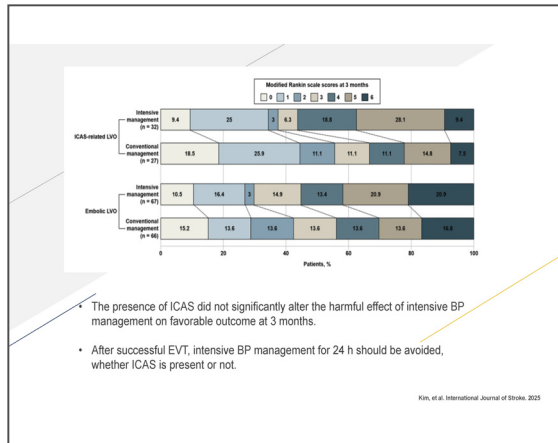 Modified Rankin scale scores at 3 months
0 1 2 3 4 5 6
ICAS-related LVO
Intensive management (n = 32)
9.4 25 3 6.3 18.8 28.1 9.4
Conventional management (n = 27)
18.5 25.9 11.1 11.1 11.1 14.8
Embolic LVO
Intensive management (n = 67)
10.5 16.4 3 14.9 13.4 20.9 20.9
Conventional management (n = 66)
15.2 13.6 13.6 13.6 13.6 13.6
0 20 40 60 80 100
Patients, %
• The presence of ICAS did not significantly alter the harmful effect of intensive BP
management on favorable outcome at 3 months.
• After successful EVT, intensive BP management for 24 h should be avoided,
whether ICAS is present or not.
Kim, et al. International Journal of Stroke. 2025